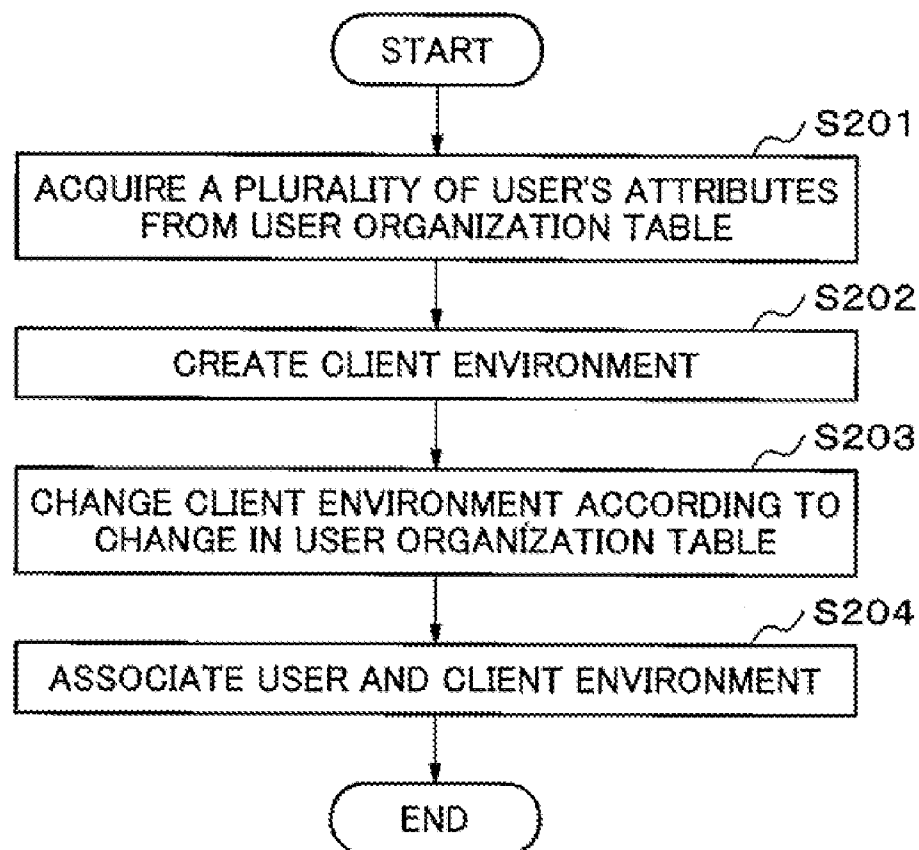 START
S201
ACQUIRE A PLURALITY OF USER'S ATTRIBUTES
FROM USER ORGANIZATION TABLE
S202
CREATE CLIENT ENVIRONMENT
S203
CHANGE CLIENT ENVIRONMENT ACCORDING TO
CHANGE IN USER ORGANIZATION TABLE
S204
ASSOCIATE USER AND CLIENT ENVIRONMENT
END